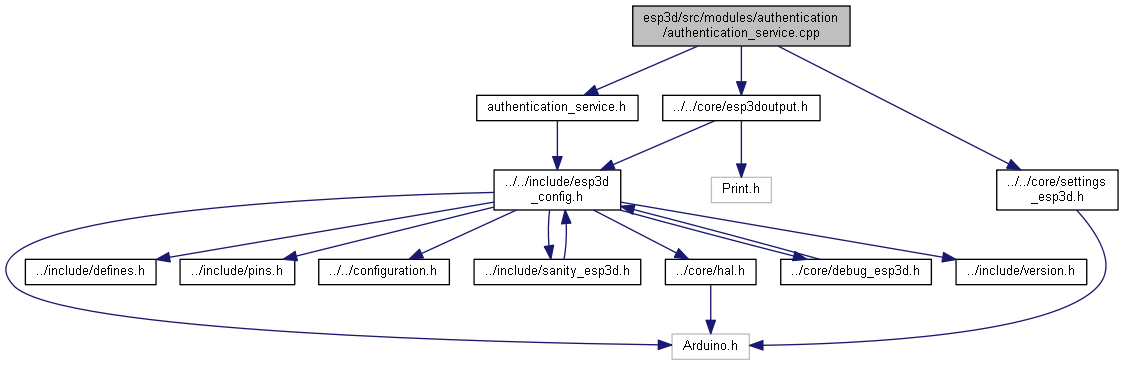 esp3d/src/modules/authentication
/authentication_service.cpp
authentication_service.h
../../core/esp3doutput.h
../../include/esp3d
_config.h
Print.h
../../core/settings
_esp3d.h
../include/defines.h
../include/pins.h
../../configuration.h
../include/sanity_esp3d.h
../core/hal.h
../core/debug_esp3d.h
../include/version.h
Arduino.h